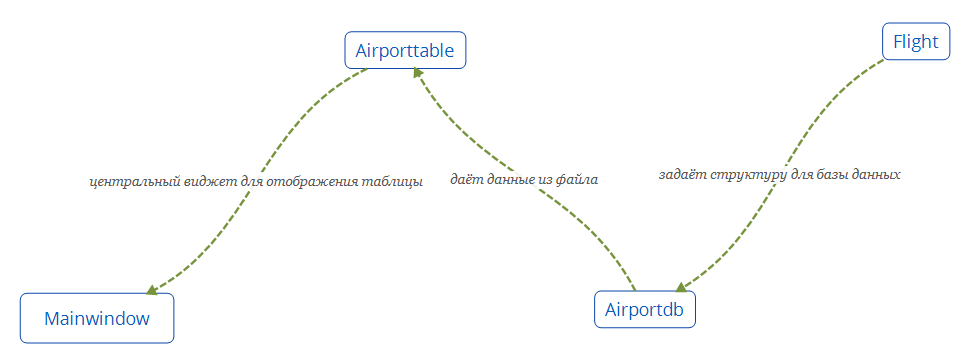 Airporttable
Flight
центральный виджет для отображения таблицы
даёт данные из файла
задаёт структуру для базы данных
Mainwindow
Airportdb